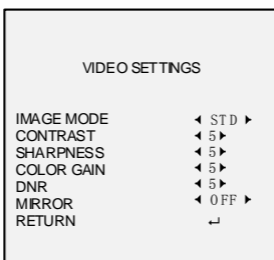 VIDEO SETTINGS
IMAGE MODE ◀ STD ▶
CONTRAST ◀ 5 ▶
SHARPNESS ◀ 5 ▶
COLOR GAIN ◀ 5 ▶
DNR ◀ 5 ▶
MIRROR ◀ OFF ▶
RETURN ↵